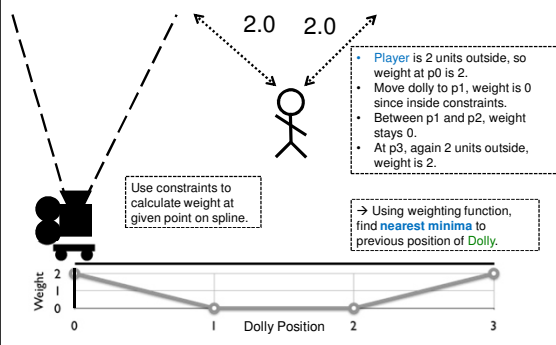 2.0 2.0
• Player is 2 units outside, so
weight at p0 is 2.
• Move dolly to p1, weight is 0
since inside constraints.
• Between p1 and p2, weight
stays 0.
• At p3, again 2 units outside,
weight is 2.
Use constraints to
calculate weight at
given point on spline.
→ Using weighting function,
find nearest minima to
previous position of Dolly.
Weight
2
1
0
0 1 2 3
Dolly Position